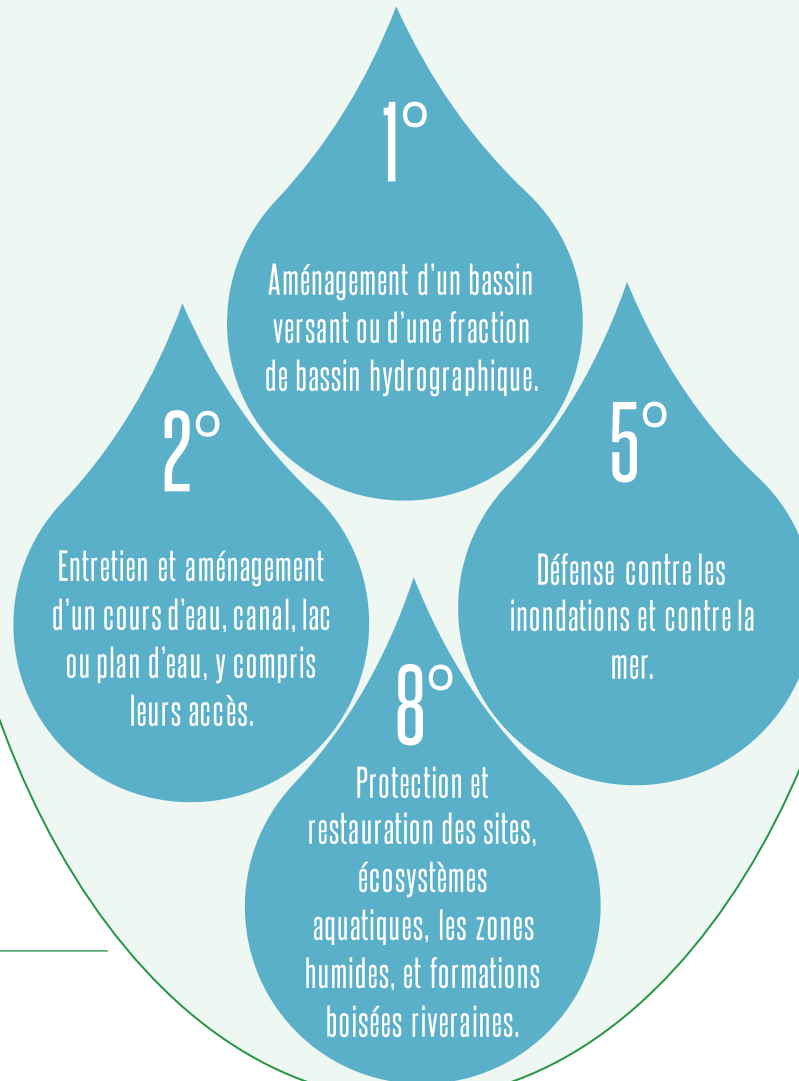 1°
Aménagement d'un bassin
versant ou d'une fraction
de bassin hydrographique.
2°
Entretien et aménagement
d'un cours d'eau, canal, lac
ou plan d'eau, y compris
leurs accès.
5°
Défense contre les
inondations et contre la
mer.
8°
Protection et
restauration des sites,
écosystèmes
aquatiques, les zones
humides, et formations
boisées riveraines.